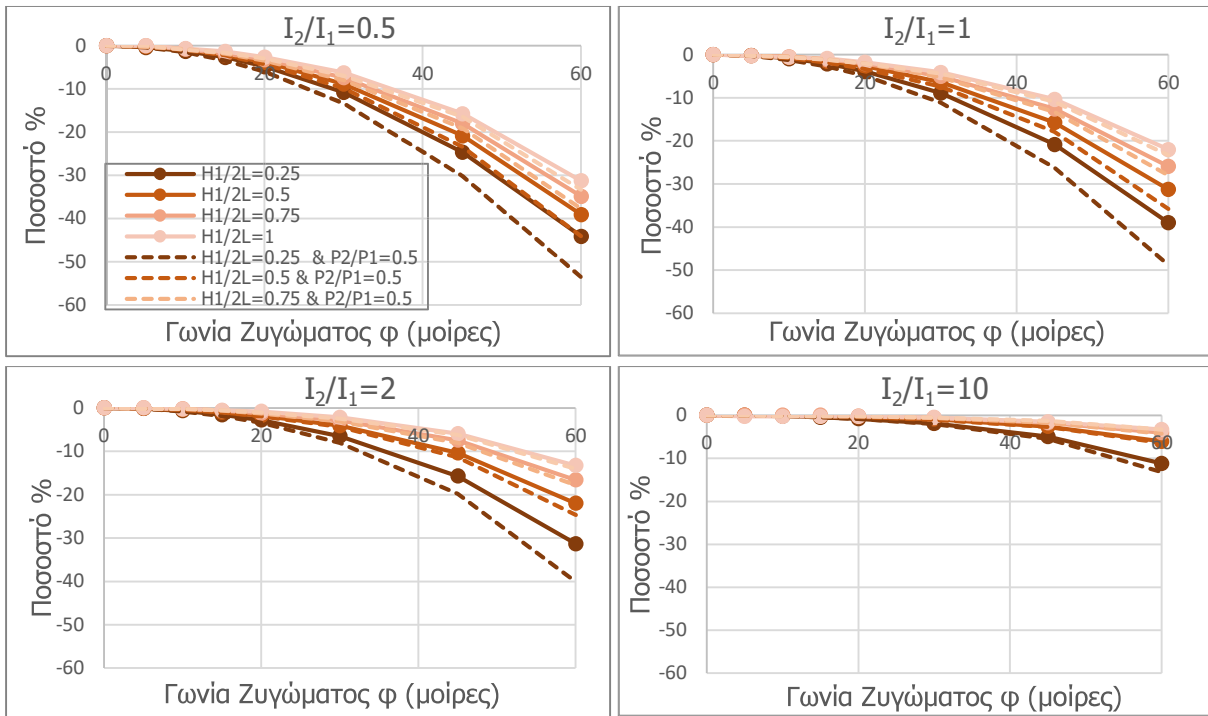 I₂/I₁=0.5
0
-10
-20
-30
-40
-50
-60
0
20
40
60
Ποσοστό %
H1/2L=0.25
H1/2L=0.5
H1/2L=0.75
H1/2L=1
H1/2L=0.25 & P2/P1=0.5
H1/2L=0.5 & P2/P1=0.5
H1/2L=0.75 & P2/P1=0.5
Γωνία Ζυγώματος φ (μοίρες)
I₂/I₁=1
0
-10
-20
-30
-40
-50
-60
0
20
40
60
Ποσοστό %
Γωνία Ζυγώματος φ (μοίρες)
I₂/I₁=2
0
-10
-20
-30
-40
-50
-60
0
20
40
60
Ποσοστό %
Γωνία Ζυγώματος φ (μοίρες)
I₂/I₁=10
0
-10
-20
-30
-40
-50
-60
0
20
40
60
Ποσοστό %
Γωνία Ζυγώματος φ (μοίρες)